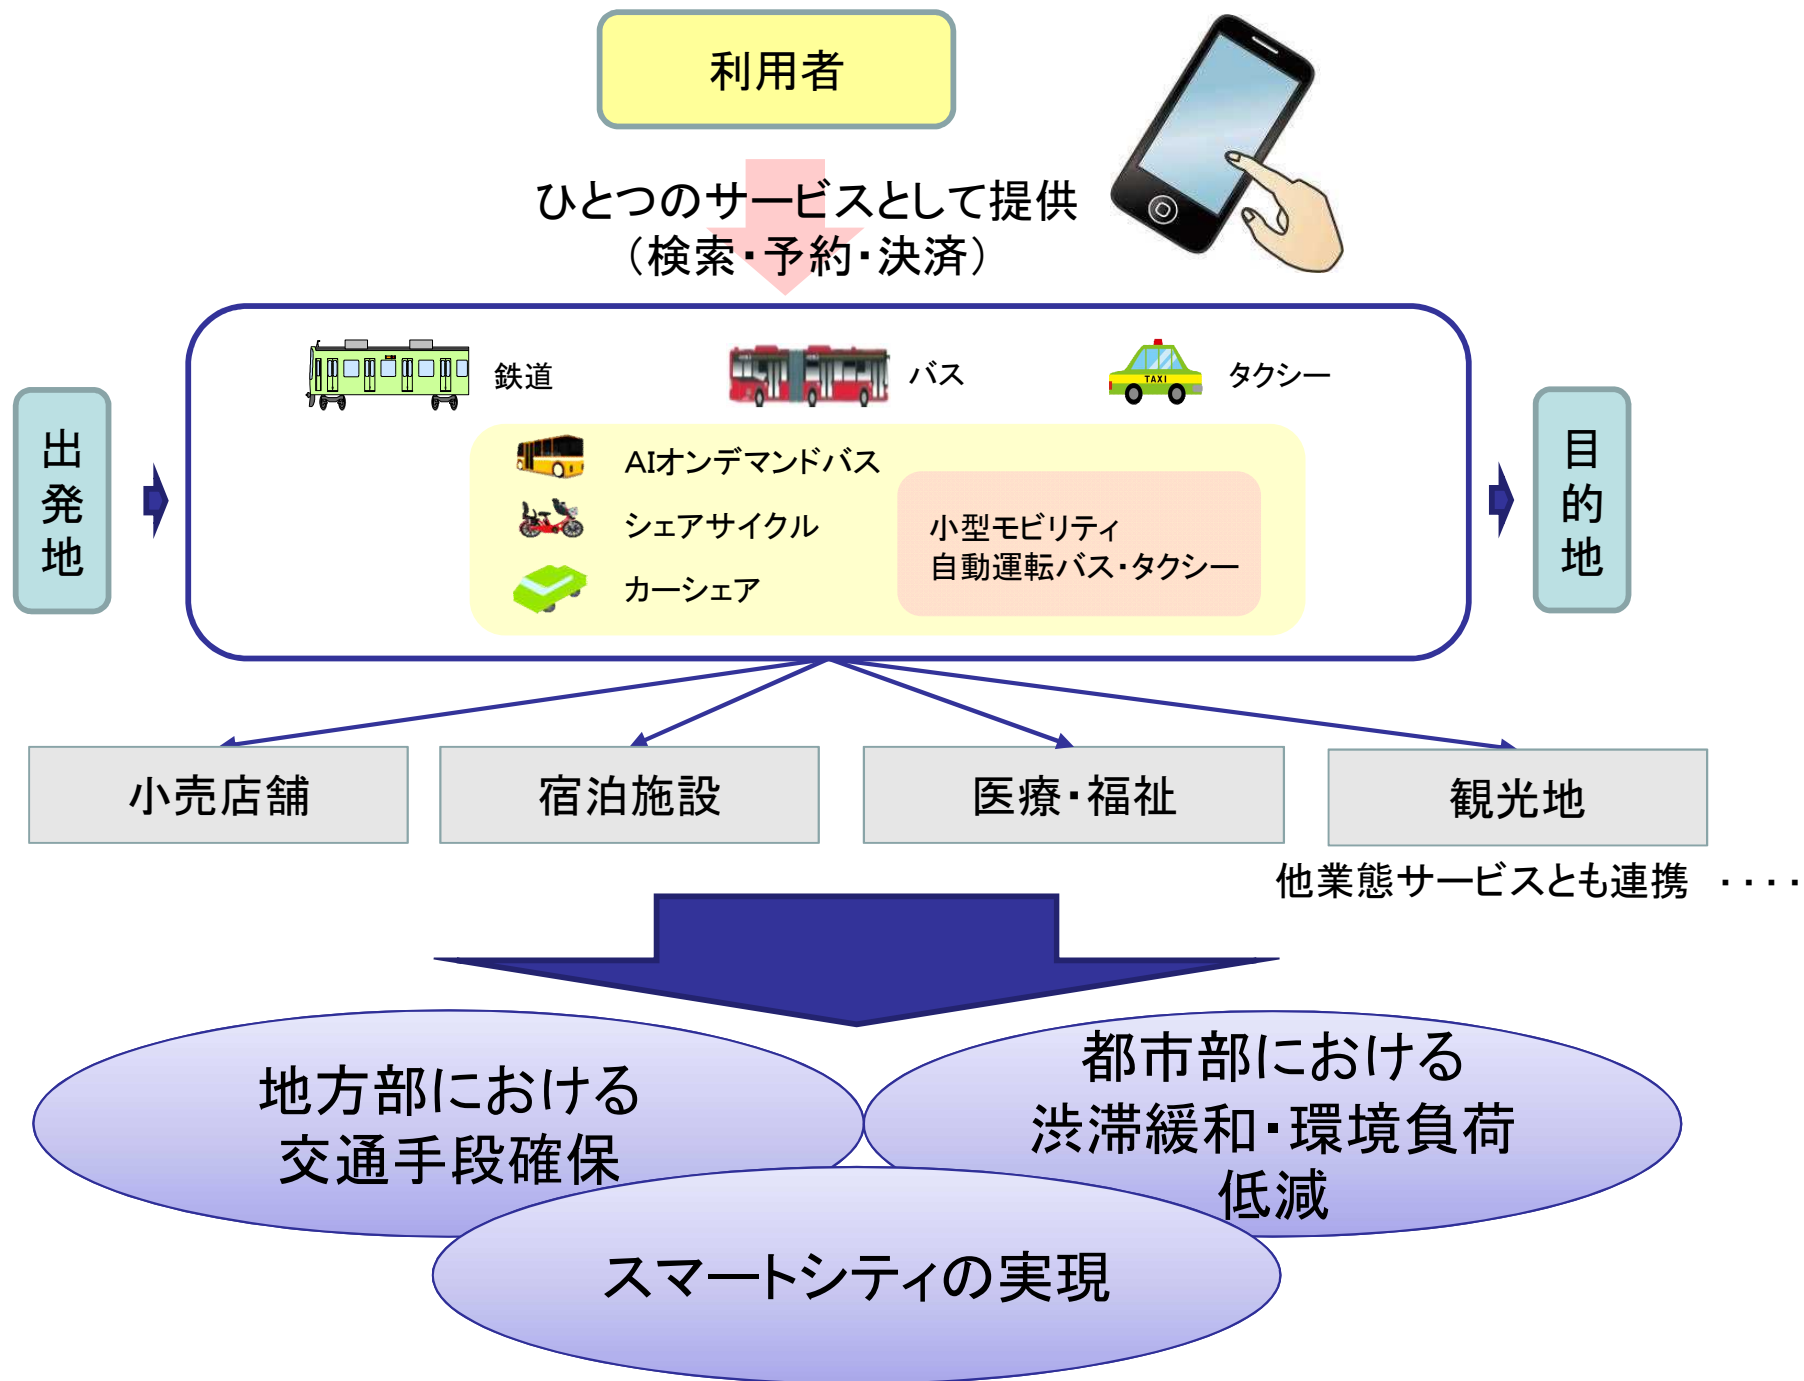 利用者
ひとつのサービスとして提供
（検索・予約・決済）
鉄道
バス
TAXI
タクシー
出発地
AIオンデマンドバス
シェアサイクル
カーシェア
小型モビリティ
自動運転バス・タクシー
目的地
小売店舗
宿泊施設
医療・福祉
観光地
他業態サービスとも連携 ・・・・
地方部における
交通手段確保
都市部における
渋滞緩和・環境負荷
低減
スマートシティの実現